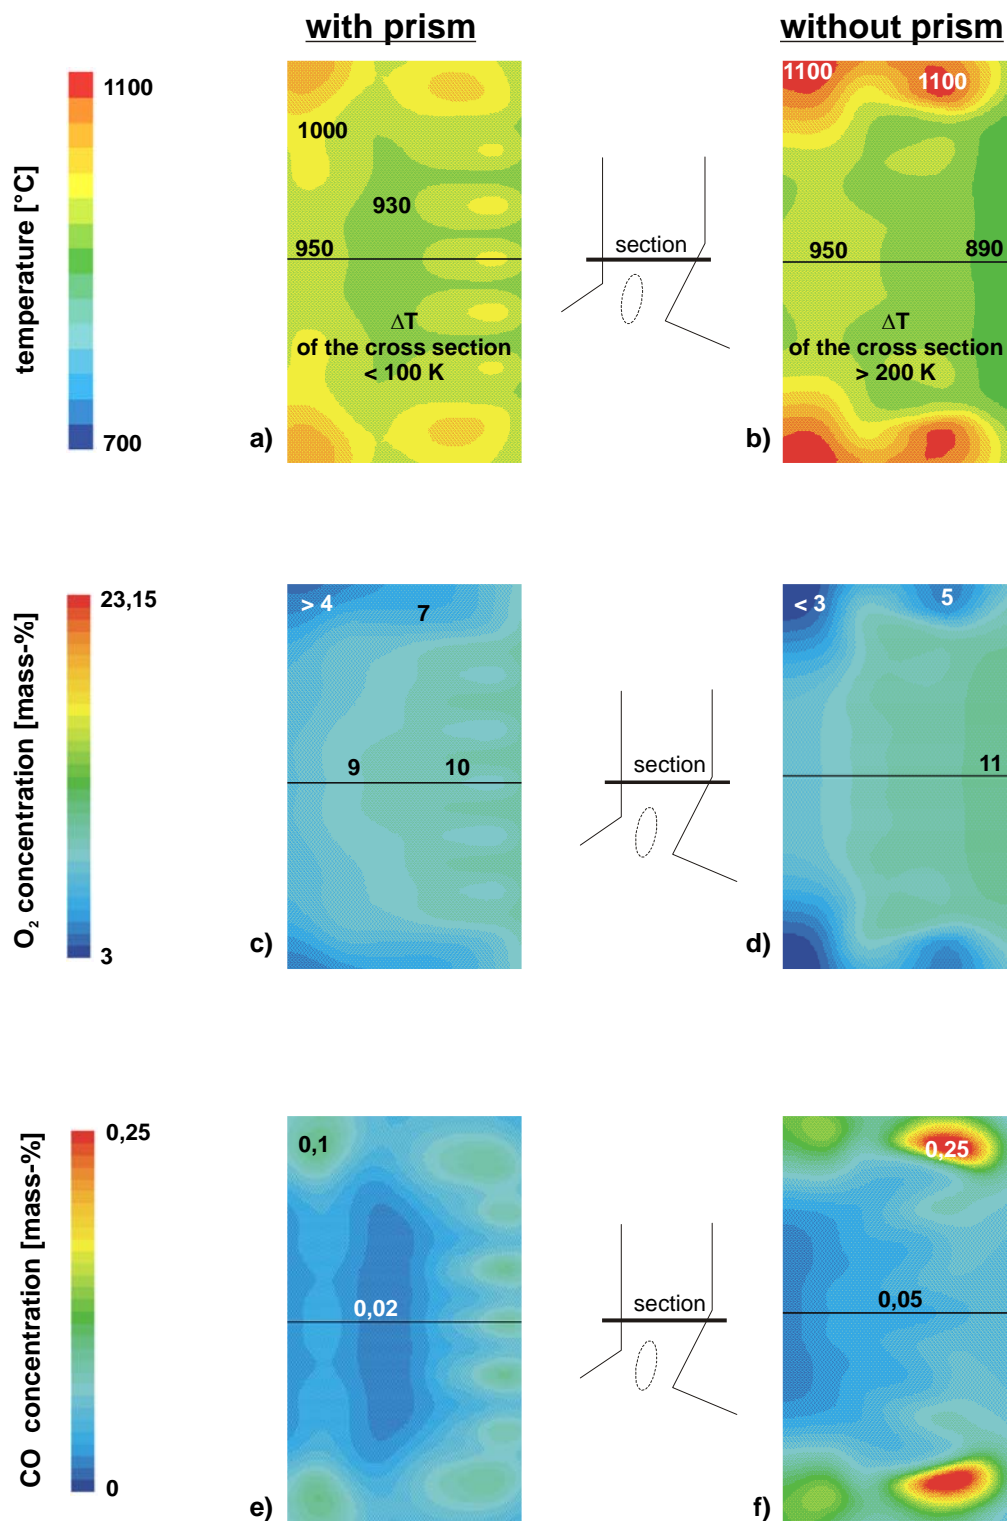 with prism
without prism
temperature [°C]
1100
700
1000
930
950
ΔT
of the cross section
< 100 K
a)
section
1100
1100
950
890
ΔT
of the cross section
> 200 K
b)
O₂ concentration [mass-%]
23,15
3
> 4
7
9
10
c)
section
< 3
5
11
d)
CO concentration [mass-%]
0,25
0
0,1
0,02
e)
section
0,25
0,05
f)